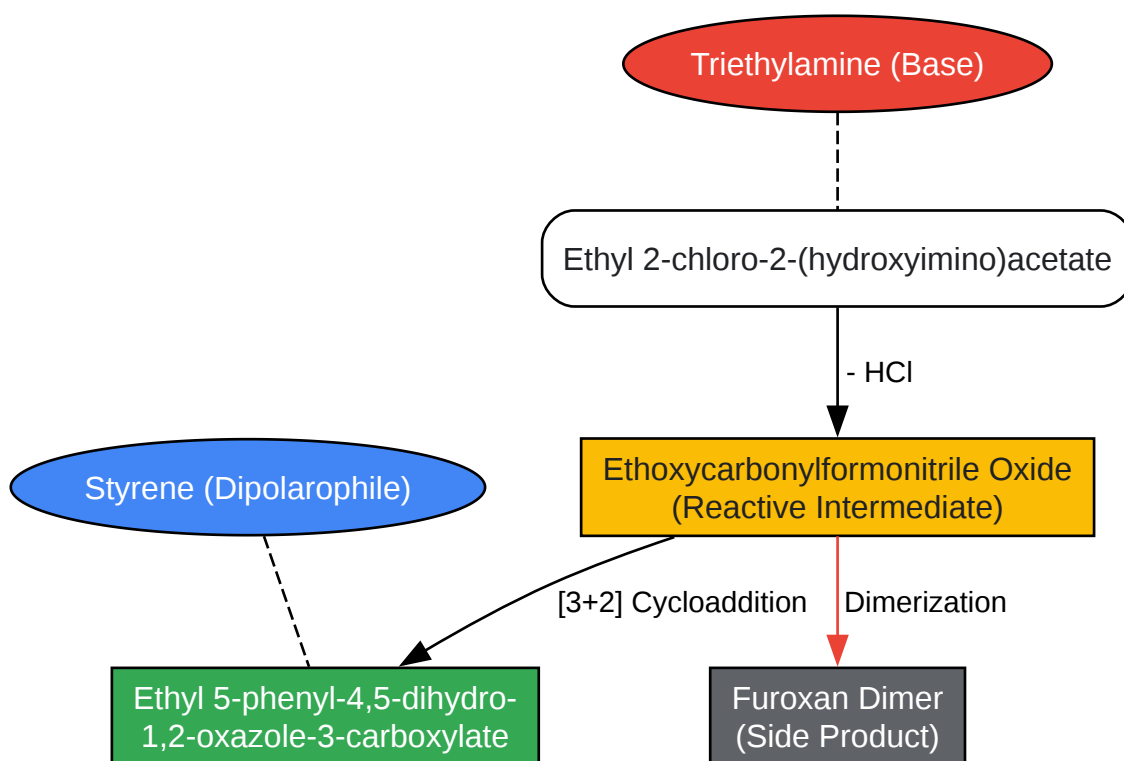 Triethylamine (Base)
Ethyl 2-chloro-2-(hydroxyimino)acetate
- HCl
Styrene (Dipolarophile)
Ethoxycarbonylformonitrile Oxide
(Reactive Intermediate)
[3+2] Cycloaddition
Dimerization
Ethyl 5-phenyl-4,5-dihydro-
1,2-oxazole-3-carboxylate
Furoxan Dimer
(Side Product)